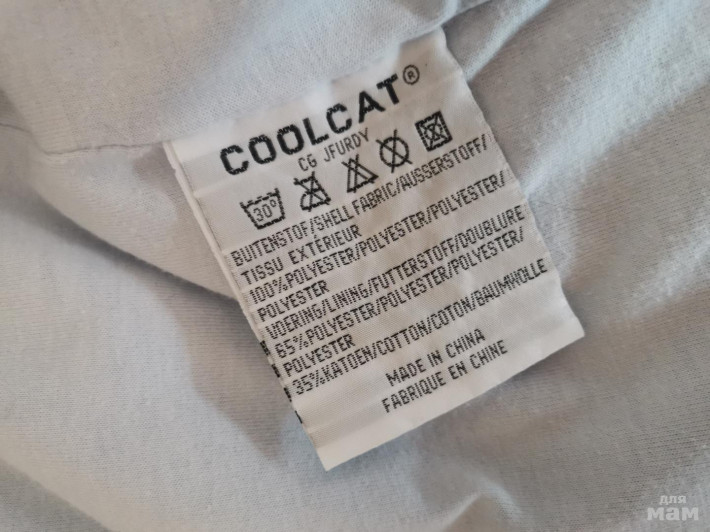 COOLCAT®
CG JFURDY
30°
BUITENSTOF/SHELL FABRIC/AUSSERSTOFF/
TISSU EXTÉRIEUR
100%POLYESTER/POLYESTER/POLYESTER/
POLYESTER
VOERING/LINING/FUTTERSTOFF/DOUBLURE
65%POLYESTER/POLYESTER/POLYESTER/
POLYESTER
35%KATOEN/COTTON/COTON/BAUMWOLLE
MADE IN CHINA
FABRIQUE EN CHINE
для
мам